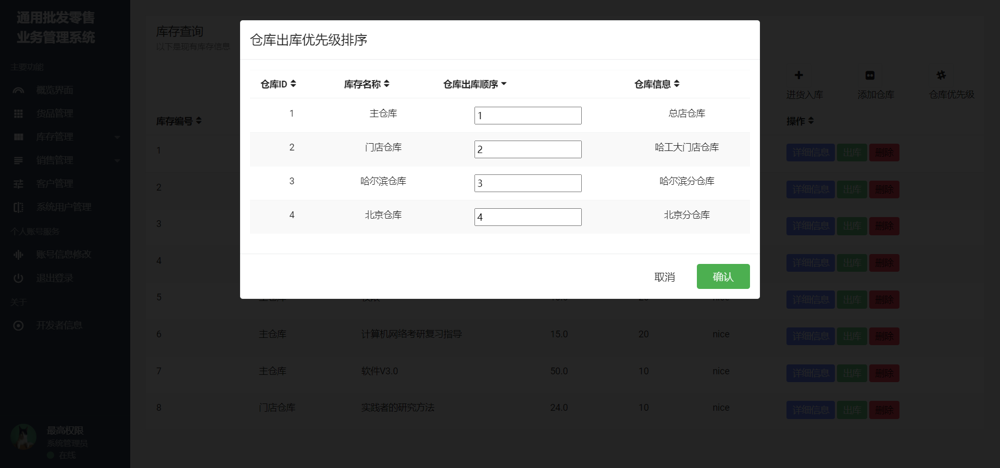 通用批发零售
业务管理系统
主要功能
概览界面
货品管理
库存管理
销售管理
客户管理
系统用户管理
个人账号服务
账号信息修改
退出登录
关于
开发者信息
最高权限
系统管理员
在线
库存查询
以下是现有库存信息
进货入库 添加仓库 仓库优先级
仓库出库优先级排序
仓库ID 库存名称 仓库出库顺序 仓库信息
1 主仓库 1 总店仓库
2 门店仓库 2 哈工大门店仓库
3 哈尔滨仓库 3 哈尔滨分仓库
4 北京仓库 4 北京分仓库
取消 确认
库存编号 操作
1 详细信息 出库 删除
2 详细信息 出库 删除
3 详细信息 出库 删除
4 详细信息 出库 删除
5 详细信息 出库 删除
6 主仓库 计算机网络考研复习指导 15.0 20 nice 详细信息 出库 删除
7 主仓库 软件V3.0 50.0 10 nice 详细信息 出库 删除
8 门店仓库 实践者的研究方法 24.0 10 nice 详细信息 出库 删除